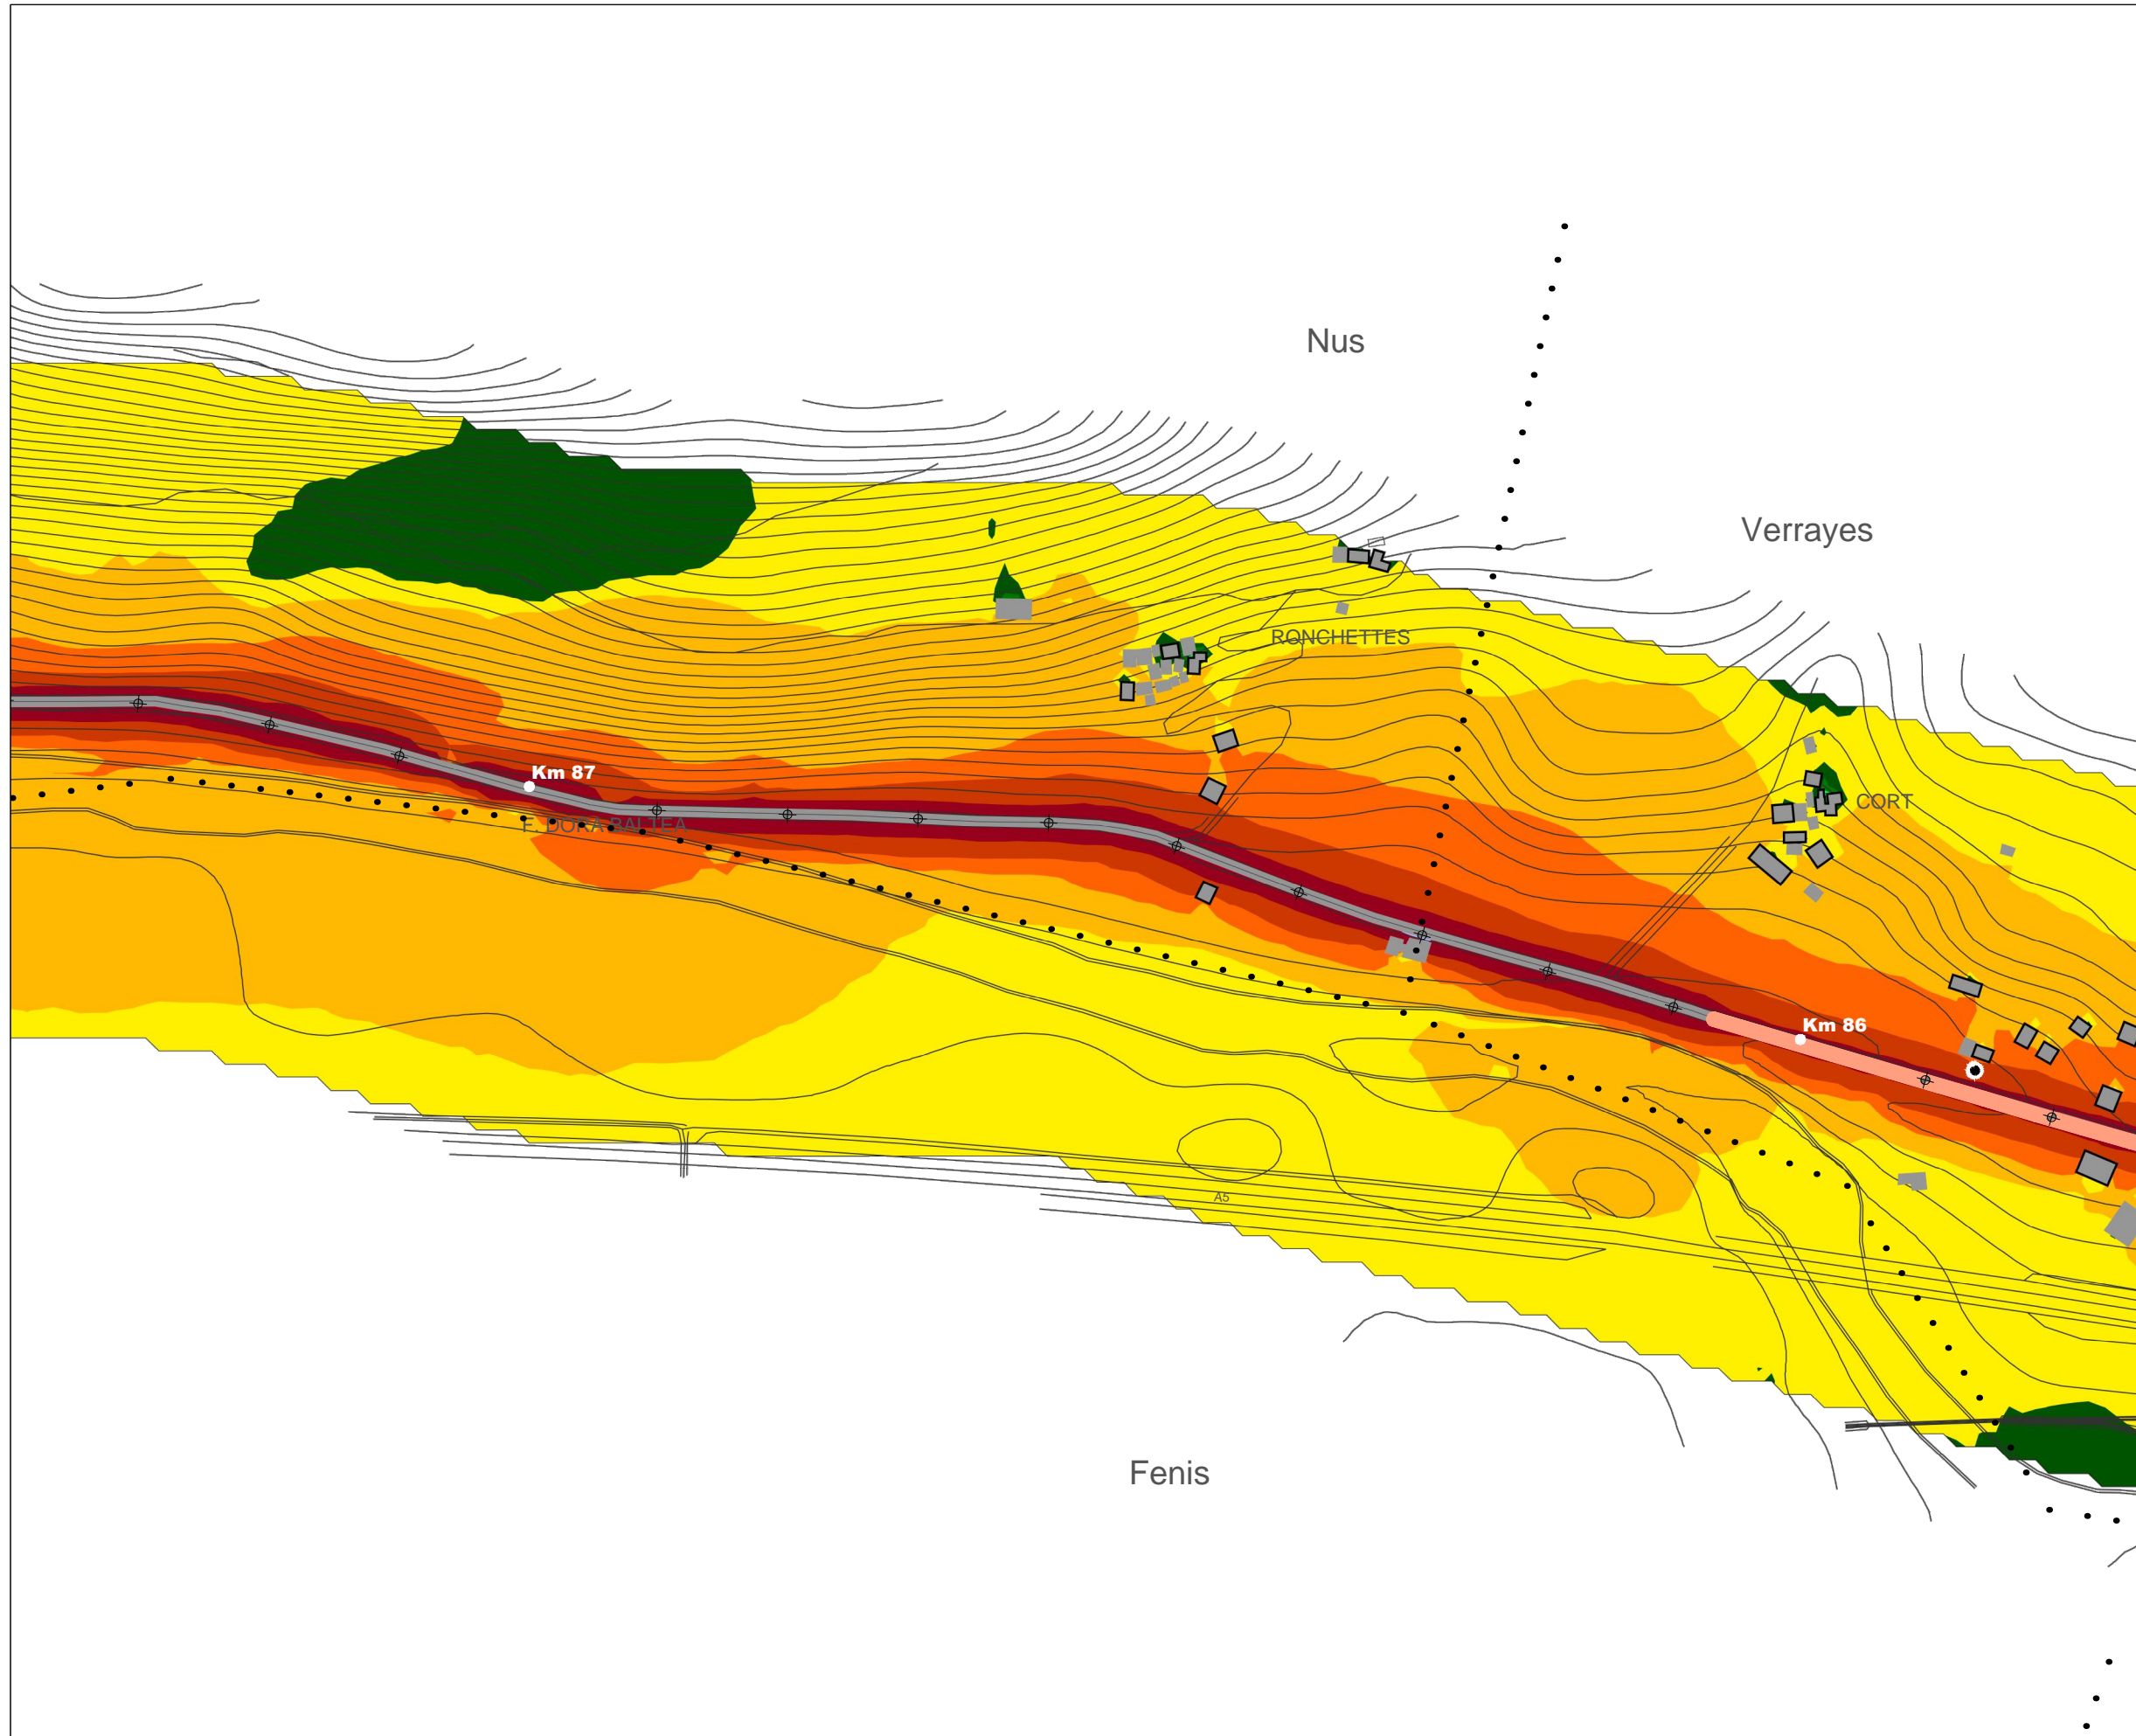 Nus
Verrayes
RONCHETTES
Km 87
CORT
F. DORA BALTEA
Km 86
A5
Fenis